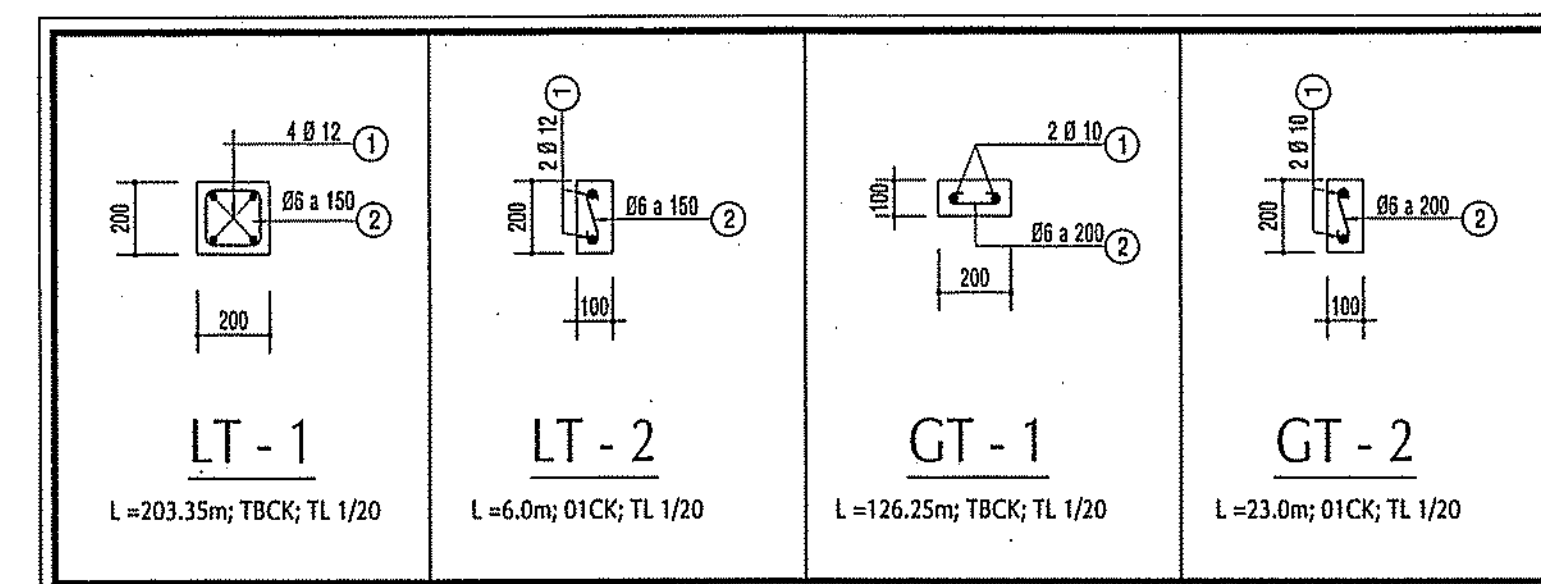 4 Ø 12 1
Ø6 a 150 2
200
200
LT - 1
L =203.35m; TBCK; TL 1/20
1
2 Ø 12
200
Ø6 a 150 2
100
LT - 2
L =6.0m; 01CK; TL 1/20
2 Ø 10 1
100
Ø6 a 200 2
200
GT - 1
L =126.25m; TBCK; TL 1/20
1
2 Ø 10
200
Ø6 a 200 2
100
GT - 2
L =23.0m; 01CK; TL 1/20